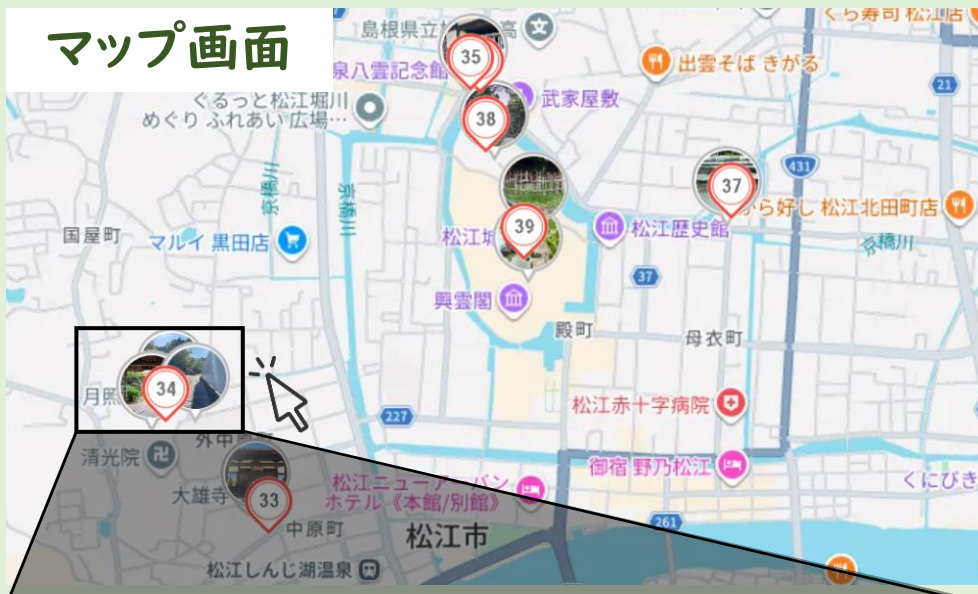 マップ画面
島根県立
高
くら寿司 松江店
35
泉八雲記念館
出雲そば きがる
21
ぐるっと松江堀川
めぐり ふれあい広場…
武家屋敷
38
431
京橋川
京橋川
37
から好し 松江北田町店
国屋町
マルイ 黒田店
松江城
39
松江歴史館
京橋川
37
興雲閣
殿町
母衣町
月照
34
227
松江赤十字病院
清光院
外中原町
御宿 野乃松江
くにびき
大雄寺
33
松江ニューアーバン
ホテル《本館/別館》
中原町
松江市
261
松江しんじ湖温泉